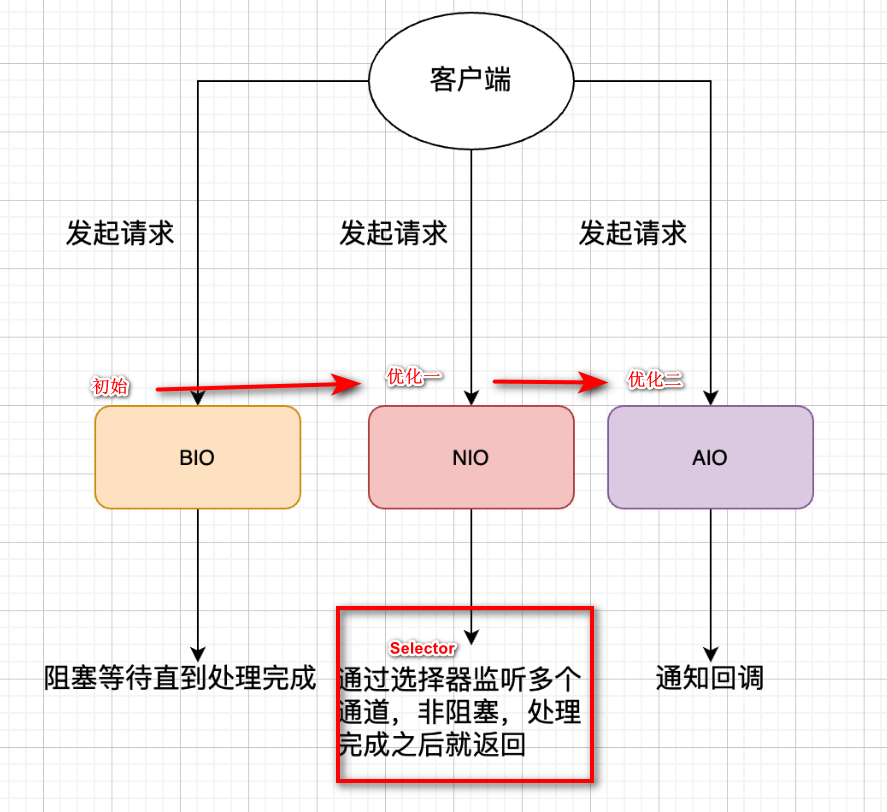 客户端
发起请求
发起请求
发起请求
初始
优化一
优化二
BIO
NIO
AIO
Selector
阻塞等待直到处理完成
通过选择器监听多个
通道，非阻塞，处理
完成之后就返回
通知回调